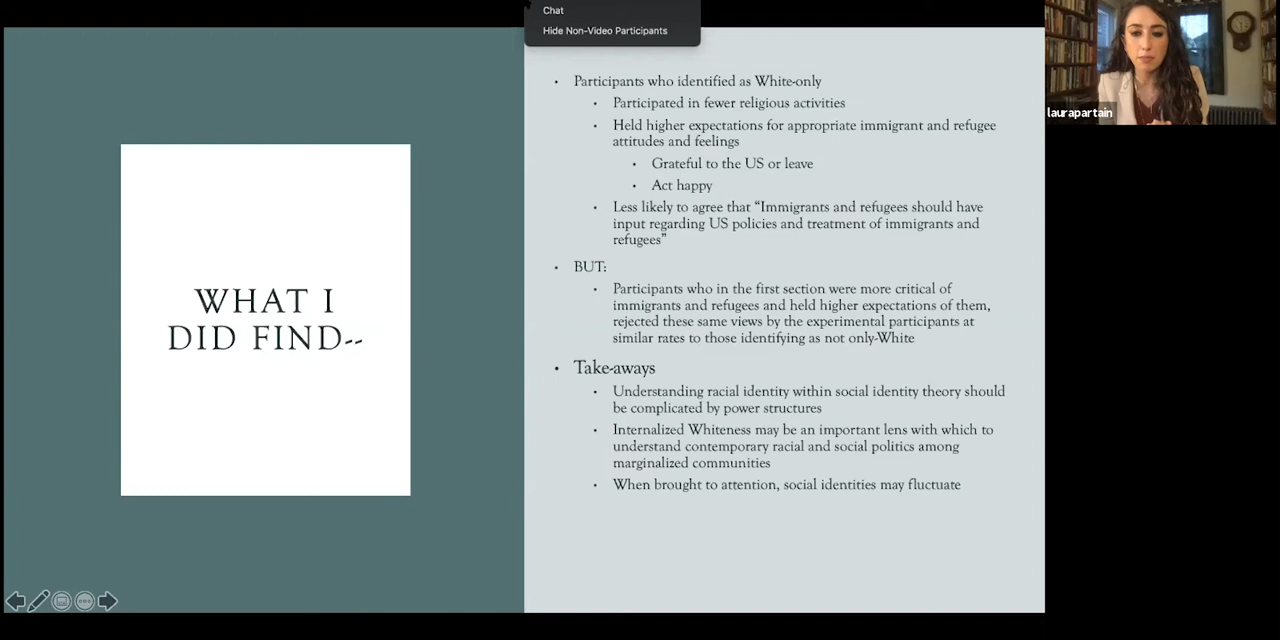 Chat
Hide Non-Video Participants
laurapartain
WHAT I
DID FIND--
• Participants who identified as White-only
• Participated in fewer religious activities
• Held higher expectations for appropriate immigrant and refugee
attitudes and feelings
• Grateful to the US or leave
• Act happy
• Less likely to agree that “Immigrants and refugees should have
input regarding US policies and treatment of immigrants and
refugees”
• BUT:
• Participants who in the first section were more critical of
immigrants and refugees and held higher expectations of them,
rejected these same views by the experimental participants at
similar rates to those identifying as not only-White
• Take-aways
• Understanding racial identity within social identity theory should
be complicated by power structures
• Internalized Whiteness may be an important lens with which to
understand contemporary racial and social politics among
marginalized communities
• When brought to attention, social identities may fluctuate